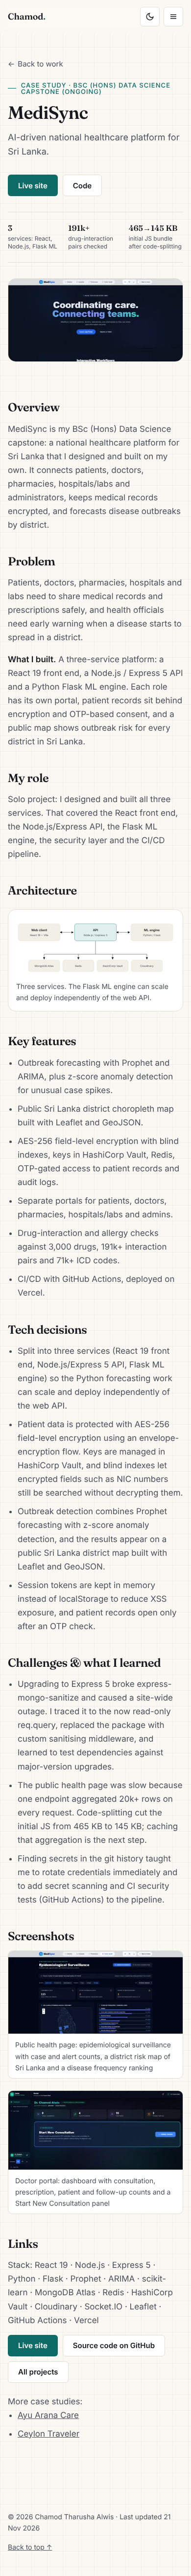 Chamod.
← Back to work
CASE STUDY · BSC (HONS) DATA SCIENCE
CAPSTONE (ONGOING)
MediSync
AI-driven national healthcare platform for
Sri Lanka.
Live site
Code
3
services: React,
Node.js, Flask ML
191k+
drug-interaction
pairs checked
465→145 KB
initial JS bundle
after code-splitting
Coordinating care.
Connecting teams.
Overview
MediSync is my BSc (Hons) Data Science
capstone: a national healthcare platform for
Sri Lanka that I designed and built on my
own. It connects patients, doctors,
pharmacies, hospitals/labs and
administrators, keeps medical records
encrypted, and forecasts disease outbreaks
by district.
Problem
Patients, doctors, pharmacies, hospitals and
labs need to share medical records and
prescriptions safely, and health officials
need early warning when a disease starts to
spread in a district.
What I built. A three-service platform: a
React 19 front end, a Node.js / Express 5 API
and a Python Flask ML engine. Each role
has its own portal, patient records sit behind
encryption and OTP-based consent, and a
public map shows outbreak risk for every
district in Sri Lanka.
My role
Solo project: I designed and built all three
services. That covered the React front end,
the Node.js/Express API, the Flask ML
engine, the security layer and the CI/CD
pipeline.
Architecture
Web client
API
ML engine
Three services. The Flask ML engine can scale
and deploy independently of the web API.
Key features
• Outbreak forecasting with Prophet and
ARIMA, plus z-score anomaly detection
for unusual case spikes.
• Public Sri Lanka district choropleth map
built with Leaflet and GeoJSON.
• AES-256 field-level encryption with blind
indexes, keys in HashiCorp Vault, Redis,
OTP-gated access to patient records and
audit logs.
• Separate portals for patients, doctors,
pharmacies, hospitals/labs and admins.
• Drug-interaction and allergy checks
against 3,000 drugs, 191k+ interaction
pairs and 71k+ ICD codes.
• CI/CD with GitHub Actions, deployed on
Vercel.
Tech decisions
• Split into three services (React 19 front
end, Node.js/Express 5 API, Flask ML
engine) so the Python forecasting work
can scale and deploy independently of
the web API.
• Patient data is protected with AES-256
field-level encryption using an envelope-
encryption flow. Keys are managed in
HashiCorp Vault, and blind indexes let
encrypted fields such as NIC numbers
still be searched without decrypting them.
• Outbreak detection combines Prophet
forecasting with z-score anomaly
detection, and the results appear on a
public Sri Lanka district map built with
Leaflet and GeoJSON.
• Session tokens are kept in memory
instead of localStorage to reduce XSS
exposure, and patient records open only
after an OTP check.
Challenges & what I learned
• Upgrading to Express 5 broke express-
mongo-sanitize and caused a site-wide
outage. I traced it to the now read-only
req.query, replaced the package with
custom sanitising middleware, and
learned to test dependencies against
major-version upgrades.
• The public health page was slow because
one endpoint aggregated 20k+ rows on
every request. Code-splitting cut the
initial JS from 465 KB to 145 KB; caching
that aggregation is the next step.
• Finding secrets in the git history taught
me to rotate credentials immediately and
to add secret scanning and CI security
tests (GitHub Actions) to the pipeline.
Screenshots
Epidemiological Surveillance
Public health page: epidemiological surveillance
with case and alert counts, a district risk map of
Sri Lanka and a disease frequency ranking
Start New Consultation
Doctor portal: dashboard with consultation,
prescription, patient and follow-up counts and a
Start New Consultation panel
Links
Stack: React 19 · Node.js · Express 5 ·
Python · Flask · Prophet · ARIMA · scikit-
learn · MongoDB Atlas · Redis · HashiCorp
Vault · Cloudinary · Socket.IO · Leaflet ·
GitHub Actions · Vercel
Live site
Source code on GitHub
All projects
More case studies:
• Ayu Arana Care
• Ceylon Traveler
© 2026 Chamod Tharusha Alwis · Last updated 21
Nov 2026
Back to top ↑